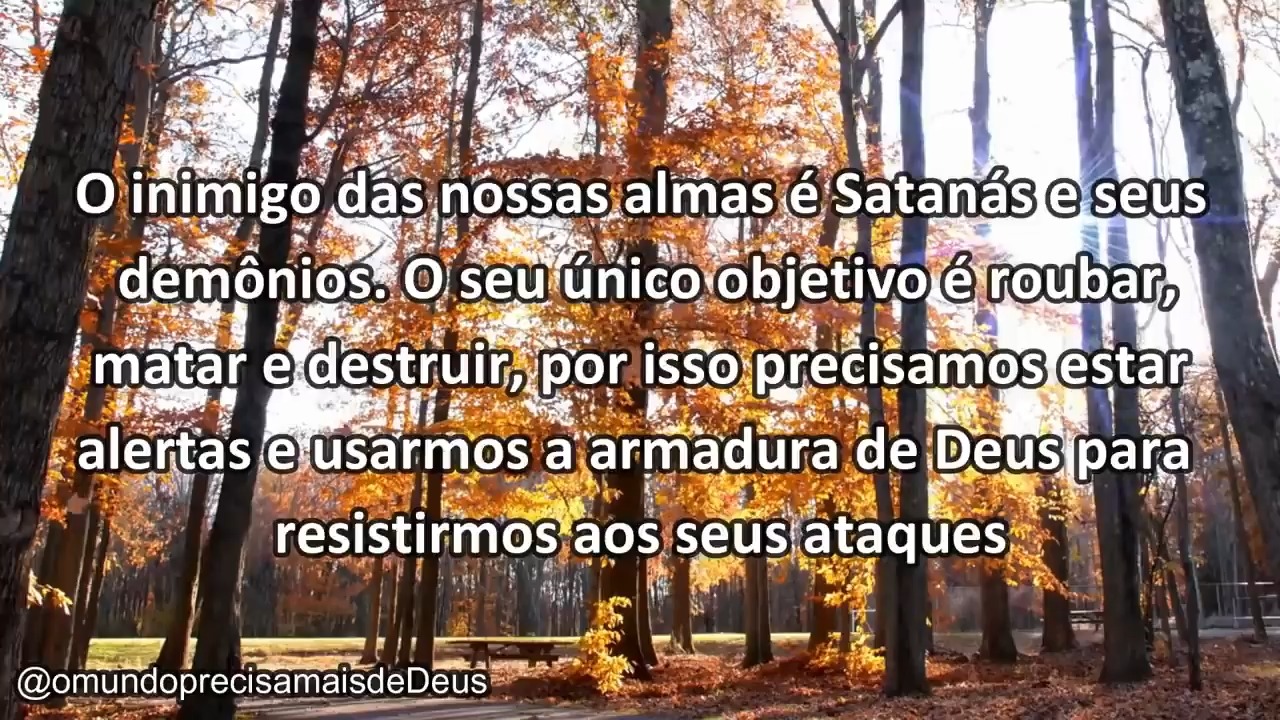 O inimigo das nossas almas é Satanás e seus
demônios. O seu único objetivo é roubar,
matar e destruir, por isso precisamos estar
alertas e usarmos a armadura de Deus para
resistirmos aos seus ataques
@omundoprecisamaisdeDeus